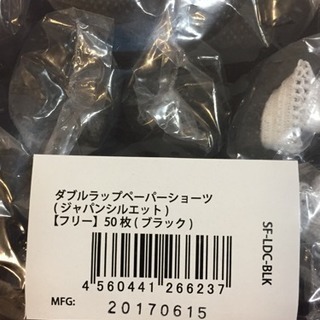 ダブルラップペーパーショーツ
(ジャパンシルエット)
【フリー】50枚(ブラック)
4 560441 266237
MFG: 20170615
SF-LDC-BLK